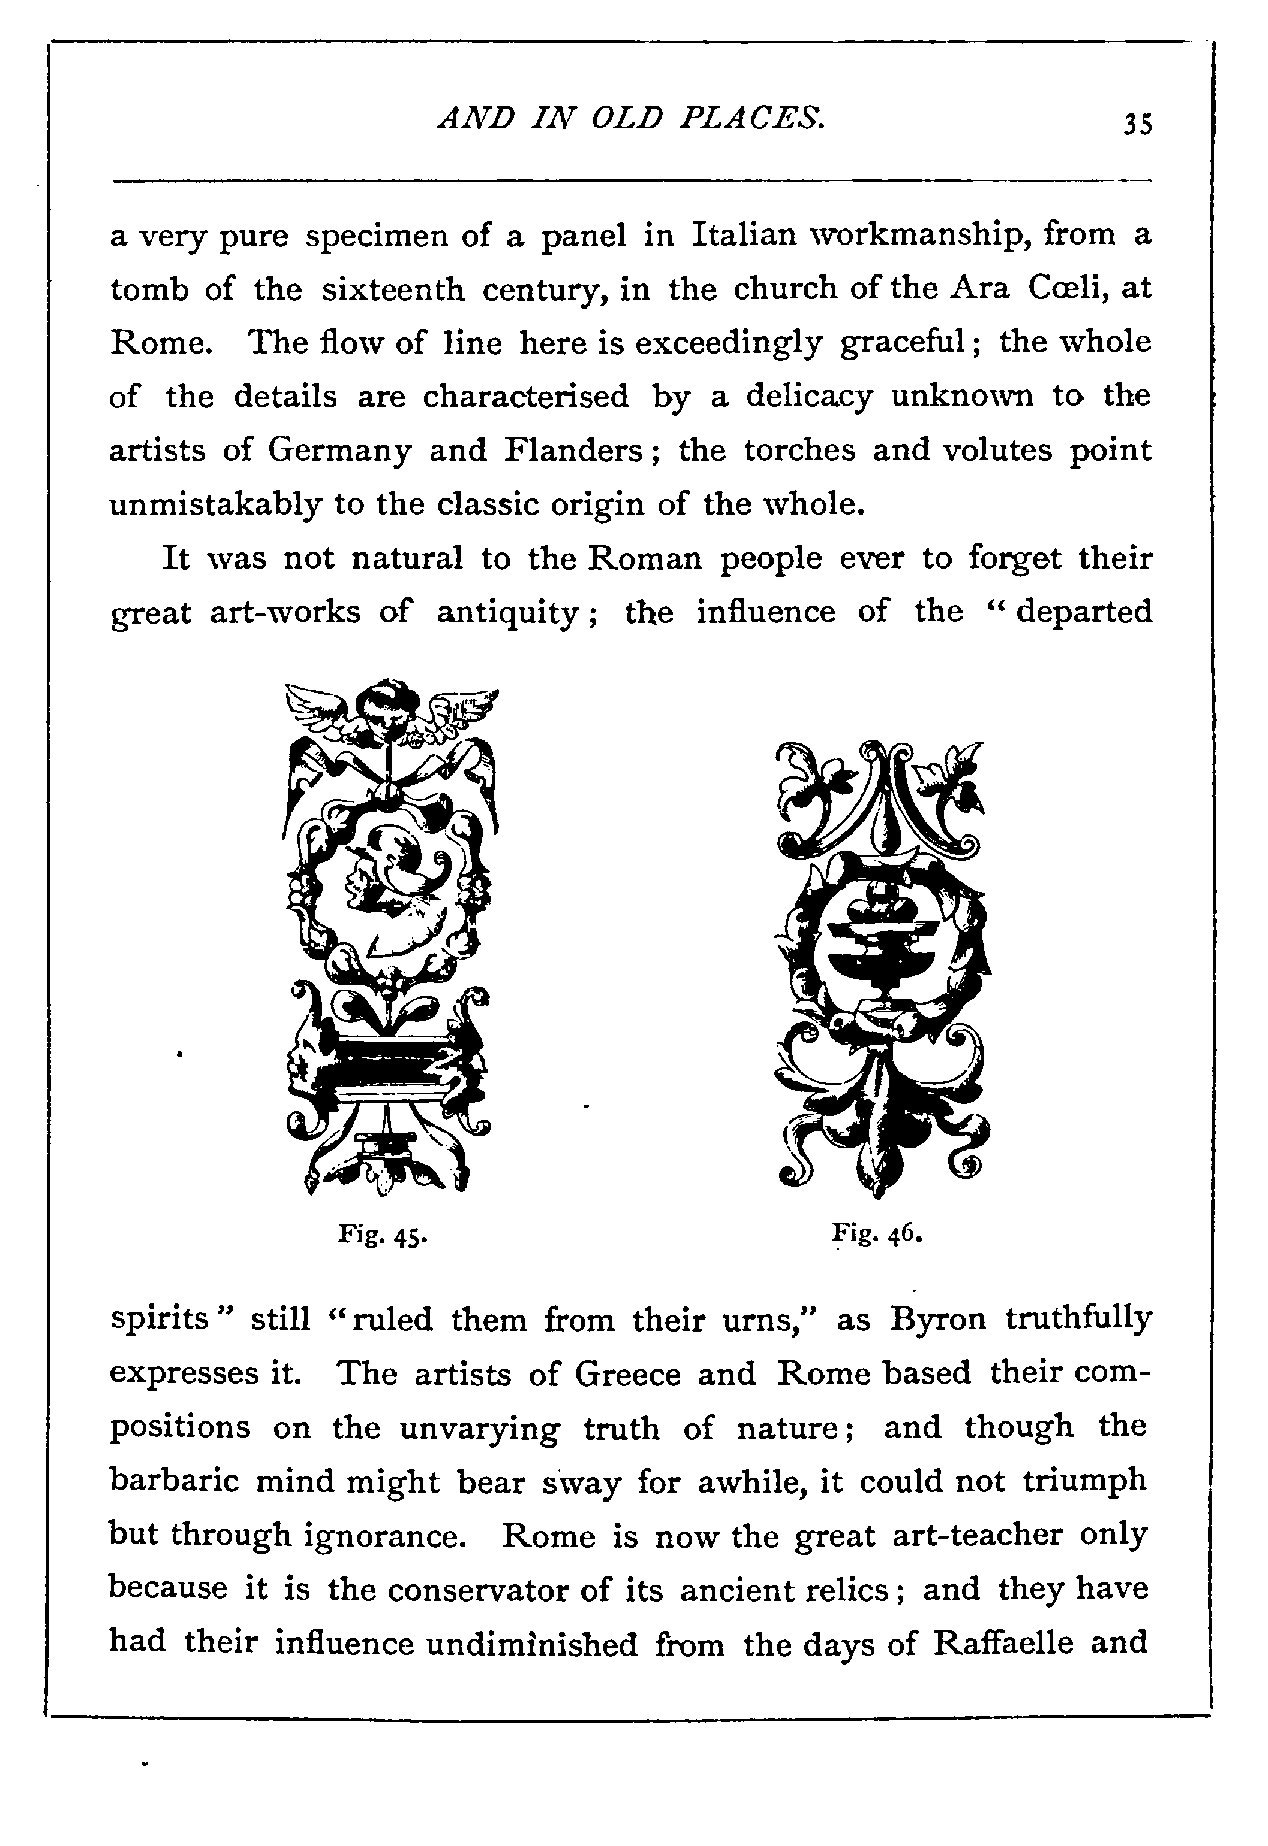 AND IN OLD PLACES. 35
a very pure specimen of a panel in Italian workmanship, from a
tomb of the sixteenth century, in the church of the Ara Cœli, at
Rome. The flow of line here is exceedingly graceful; the whole
of the details are characterised by a delicacy unknown to the
artists of Germany and Flanders; the torches and volutes point
unmistakably to the classic origin of the whole.
It was not natural to the Roman people ever to forget their
great art-works of antiquity; the influence of the “departed
Fig. 45. Fig. 46.
spirits” still “ruled them from their urns,” as Byron truthfully
expresses it. The artists of Greece and Rome based their com-
positions on the unvarying truth of nature; and though the
barbaric mind might bear sway for awhile, it could not triumph
but through ignorance. Rome is now the great art-teacher only
because it is the conservator of its ancient relics; and they have
had their influence undiminished from the days of Raffaelle and